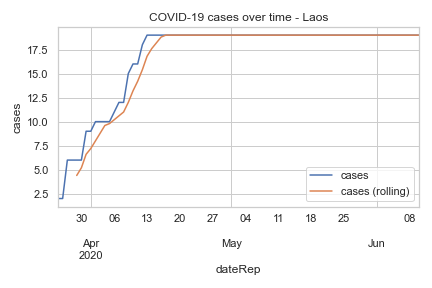 COVID-19 cases over time - Laos
cases
17.5
15.0
12.5
10.0
7.5
5.0
2.5
cases
cases (rolling)
30 06 13 20 27 04 11 18 25 08
Apr May Jun
2020
dateRep